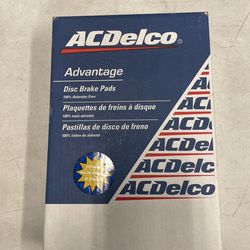 ACDelco
Advantage
Disc Brake Pads
100% Asbestos Free
Plaquettes de freins à disque
100% sans amiante
Pastillas de disco de freno
100% libre de asbesto
ACDelco
ACDelco
ACDelco
ACDelco